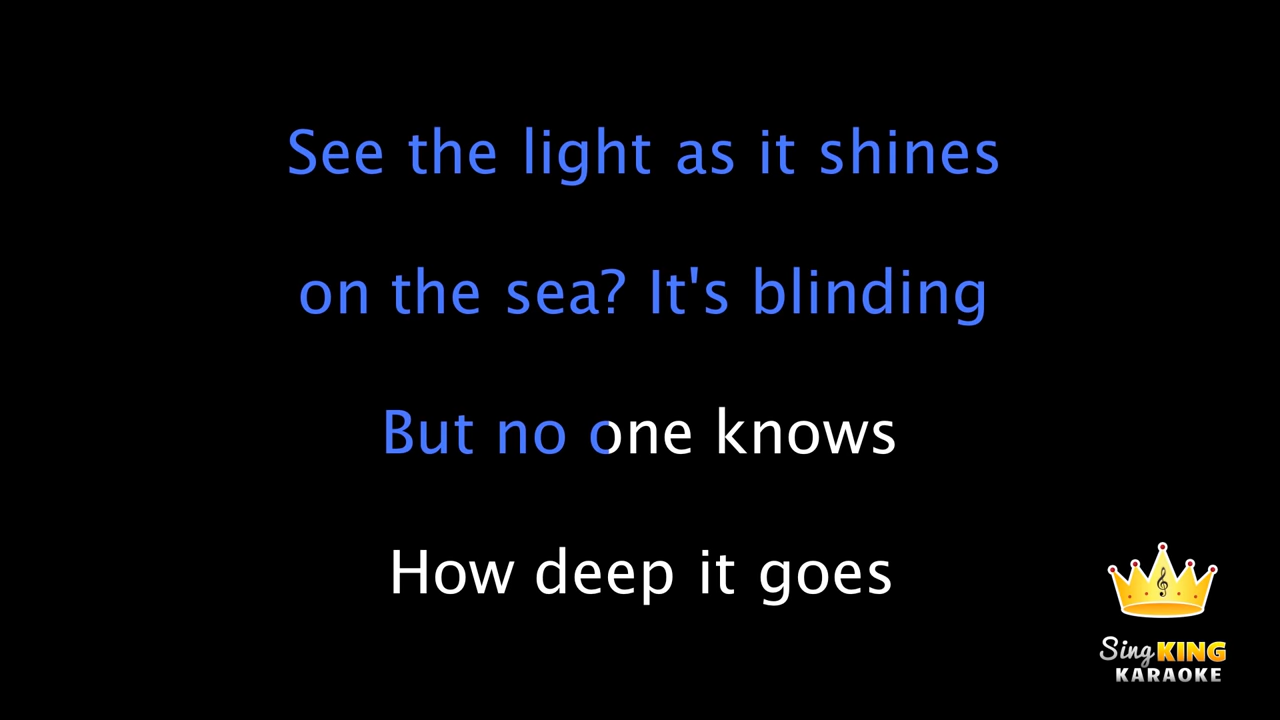 See the light as it shines
on the sea? It's blinding
But no one knows
How deep it goes
Sing KING
KARAOKE